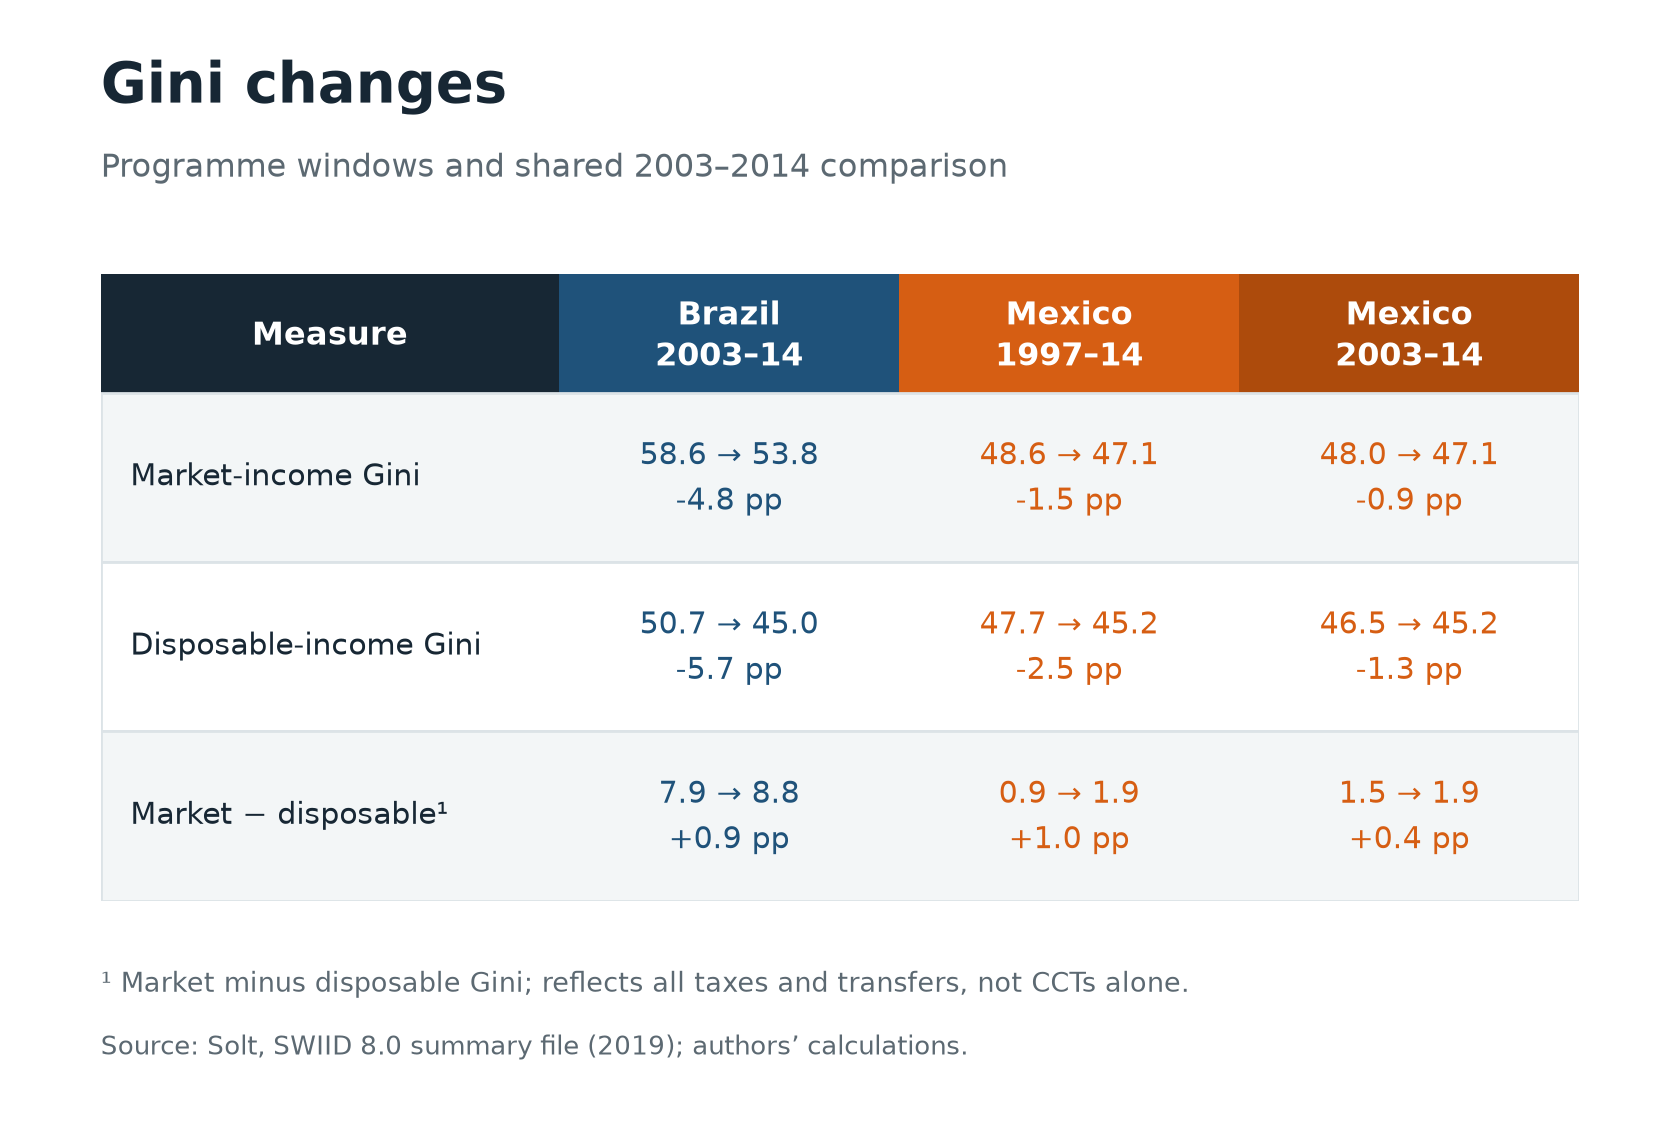 Gini changes
Programme windows and shared 2003–2014 comparison
Measure
Brazil
2003–14
Mexico
1997–14
Mexico
2003–14
Market-income Gini
58.6 → 53.8
-4.8 pp
48.6 → 47.1
-1.5 pp
48.0 → 47.1
-0.9 pp
Disposable-income Gini
50.7 → 45.0
-5.7 pp
47.7 → 45.2
-2.5 pp
46.5 → 45.2
-1.3 pp
Market − disposable¹
7.9 → 8.8
+0.9 pp
0.9 → 1.9
+1.0 pp
1.5 → 1.9
+0.4 pp
¹ Market minus disposable Gini; reflects all taxes and transfers, not CCTs alone.
Source: Solt, SWIID 8.0 summary file (2019); authors’ calculations.